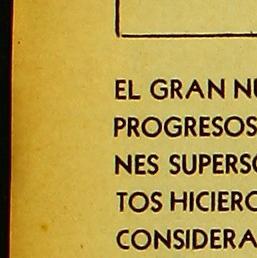 EL GRAN NU
PROGRESOS
NES SUPERSO
TOS HICIERO
CONSIDERA